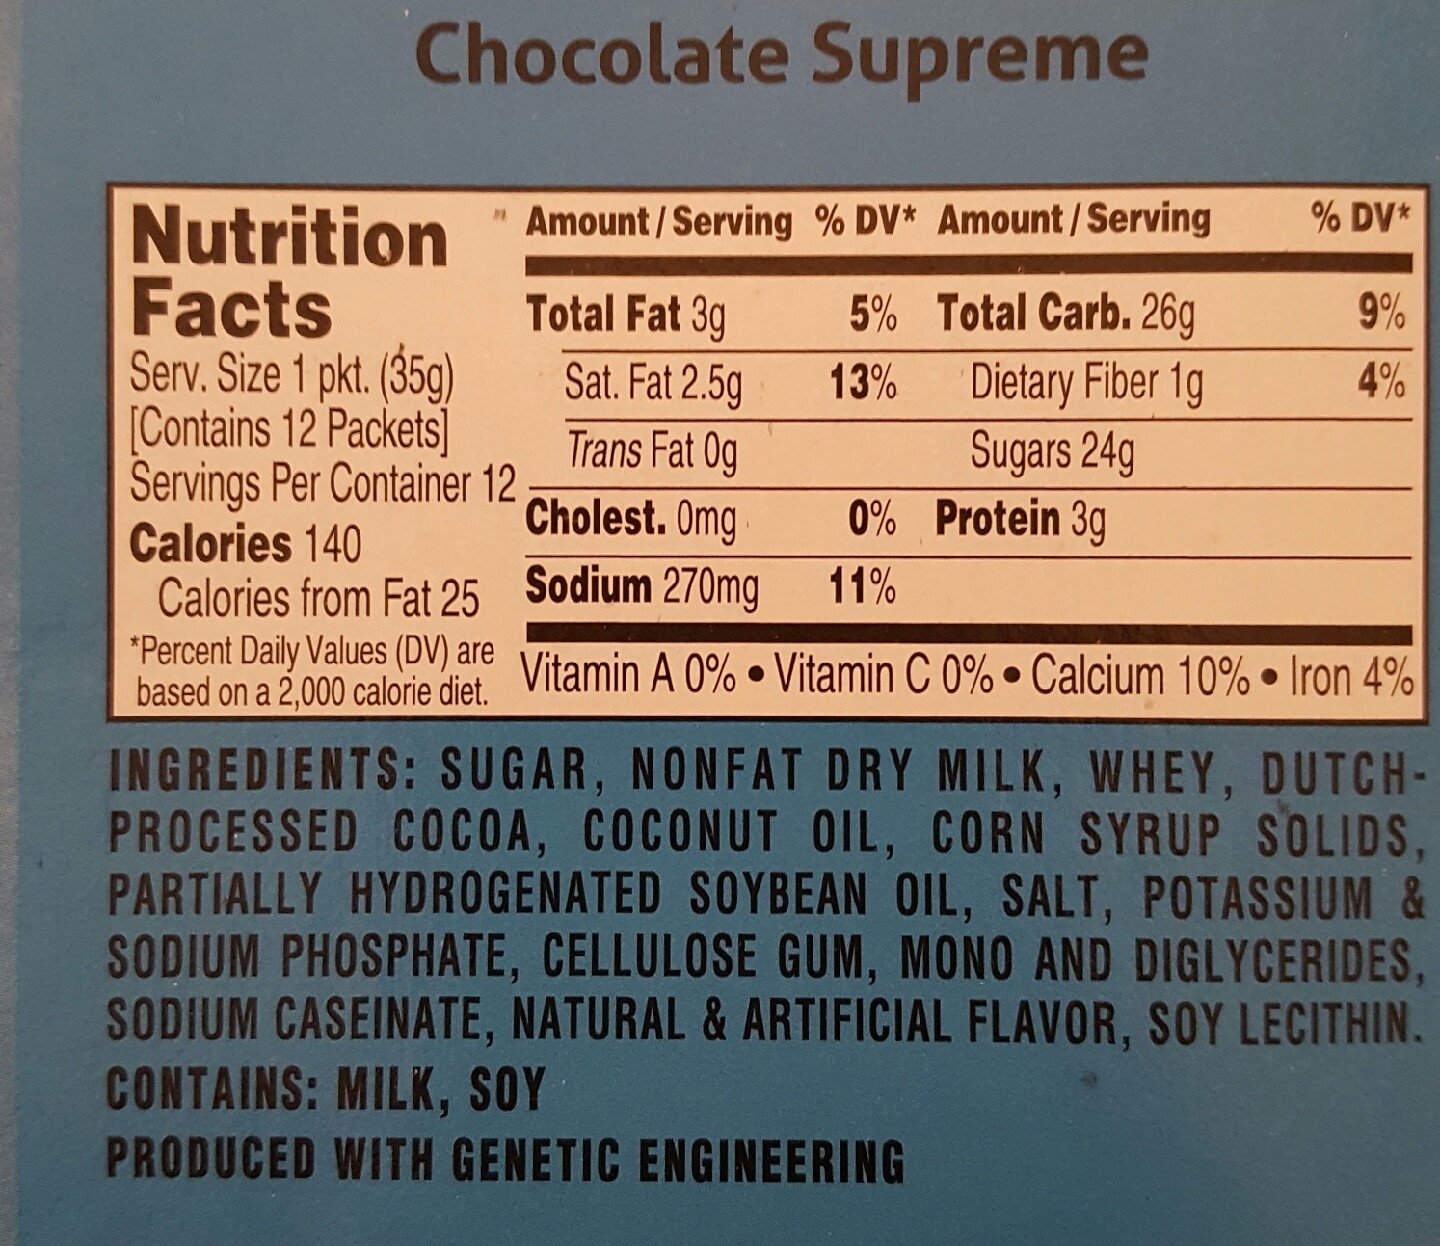 Chocolate Supreme
Nutrition
Facts
Serv. Size 1 pkt. (35g)
[Contains 12 Packets]
Servings Per Container 12
Calories 140
Calories from Fat 25
*Percent Daily Values (DV) are
based on a 2,000 calorie diet.
Amount / Serving % DV* Amount / Serving % DV*
Total Fat 3g 5% Total Carb. 26g 9%
Sat. Fat 2.5g 13% Dietary Fiber 1g 4%
Trans Fat 0g Sugars 24g
Cholest. 0mg 0% Protein 3g
Sodium 270mg 11%
Vitamin A 0% • Vitamin C 0% • Calcium 10% • Iron 4%
INGREDIENTS: SUGAR, NONFAT DRY MILK, WHEY, DUTCH-
PROCESSED COCOA, COCONUT OIL, CORN SYRUP SOLIDS,
PARTIALLY HYDROGENATED SOYBEAN OIL, SALT, POTASSIUM &
SODIUM PHOSPHATE, CELLULOSE GUM, MONO AND DIGLYCERIDES,
SODIUM CASEINATE, NATURAL & ARTIFICIAL FLAVOR, SOY LECITHIN.
CONTAINS: MILK, SOY
PRODUCED WITH GENETIC ENGINEERING